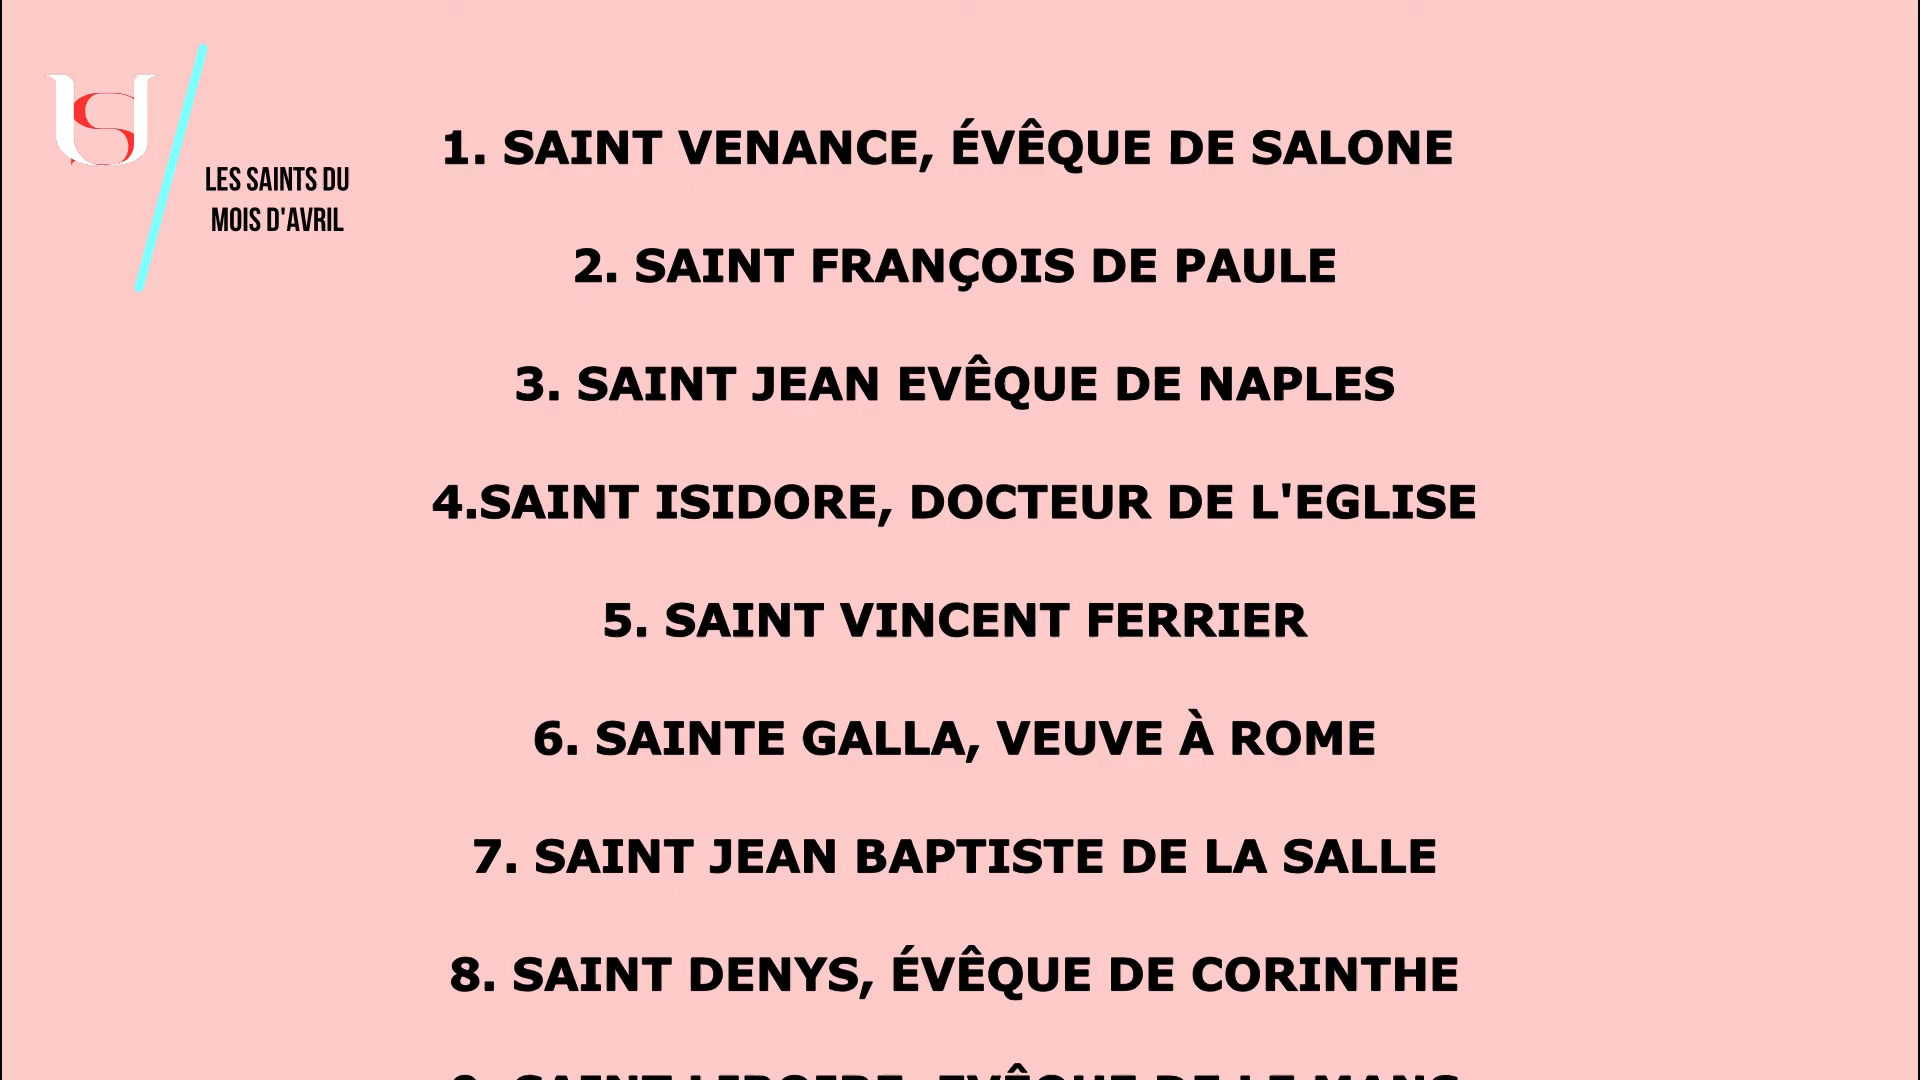 US
LES SAINTS DU
MOIS D'AVRIL
1. SAINT VENANCE, ÉVÊQUE DE SALONE
2. SAINT FRANÇOIS DE PAULE
3. SAINT JEAN EVÊQUE DE NAPLES
4.SAINT ISIDORE, DOCTEUR DE L'EGLISE
5. SAINT VINCENT FERRIER
6. SAINTE GALLA, VEUVE À ROME
7. SAINT JEAN BAPTISTE DE LA SALLE
8. SAINT DENYS, ÉVÊQUE DE CORINTHE